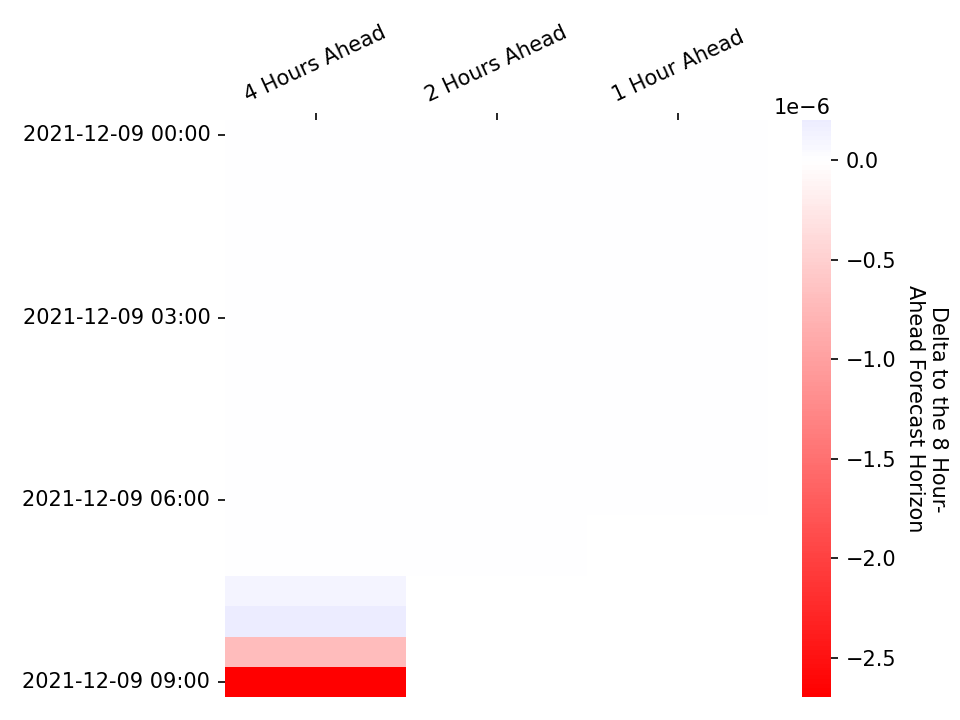 4 Hours Ahead
2 Hours Ahead
1 Hour Ahead
1e−6
2021-12-09 00:00
2021-12-09 03:00
2021-12-09 06:00
2021-12-09 09:00
0.0
−0.5
−1.0
−1.5
−2.0
−2.5
Delta to the 8 Hour-
Ahead Forecast Horizon